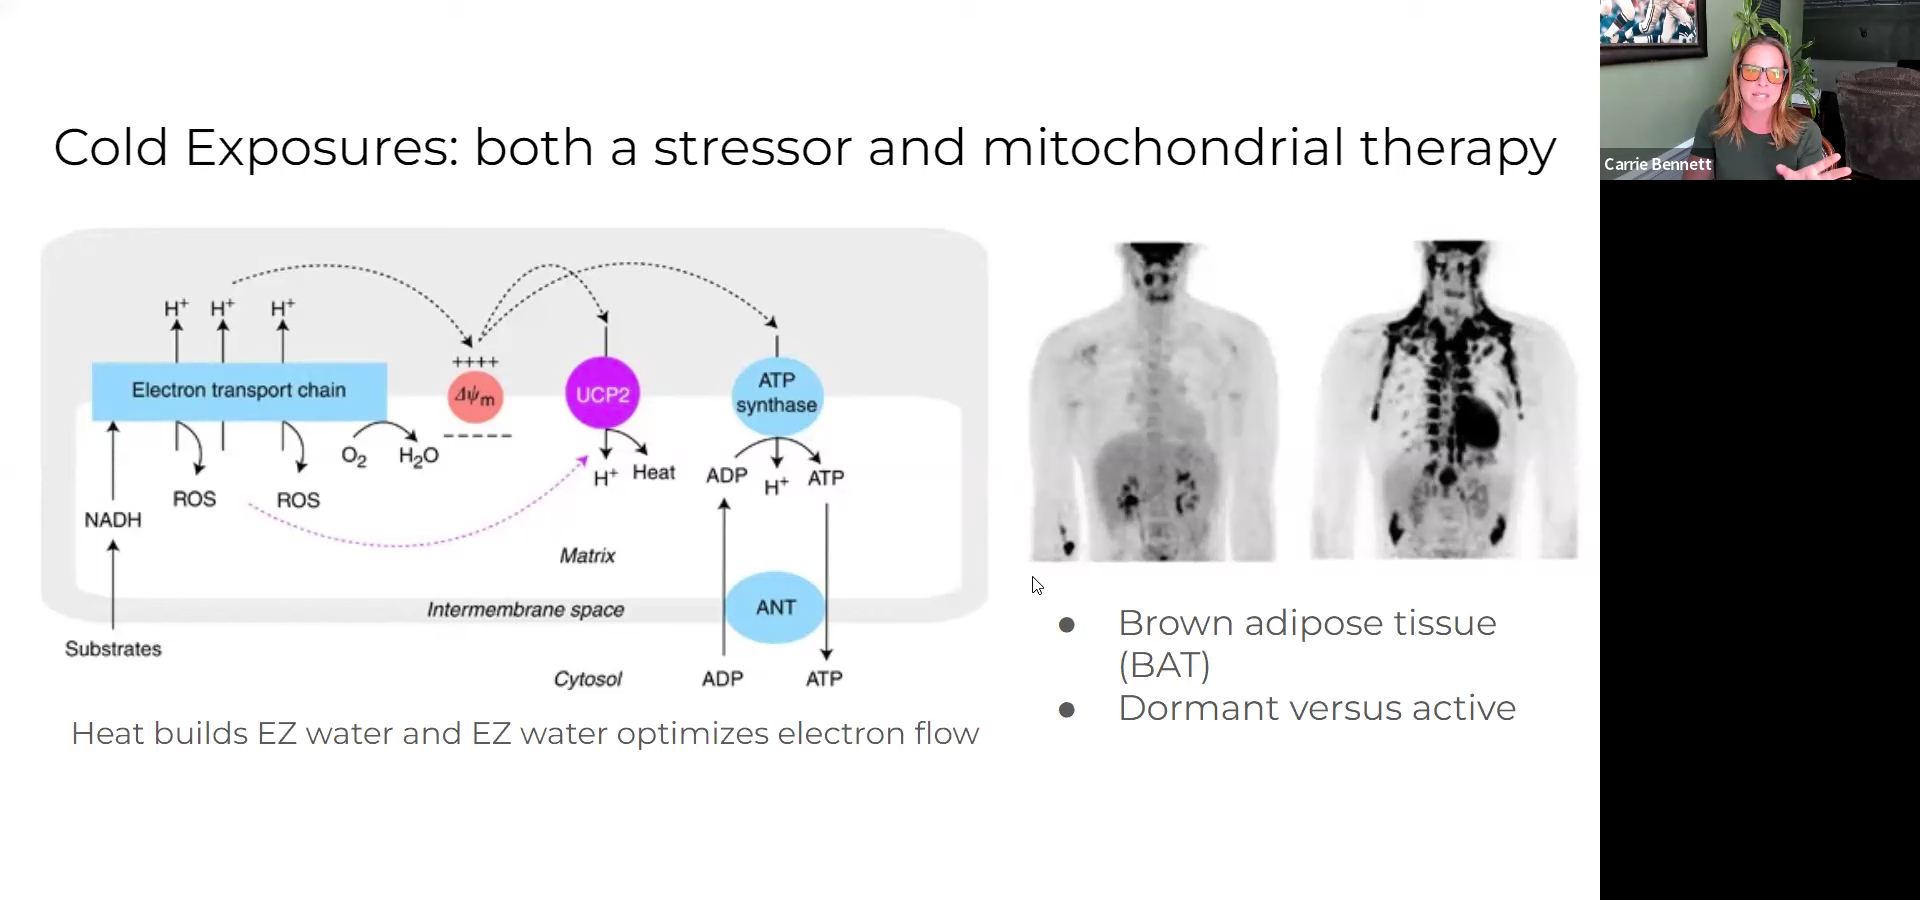 Cold Exposures: both a stressor and mitochondrial therapy
Carrie Bennett
H+ H+ H+
Electron transport chain
++++
Δψm
UCP2
ATP
synthase
ROS
ROS
O2
H2O
H+
Heat
ADP
H+
ATP
NADH
Matrix
Intermembrane space
ANT
Substrates
Cytosol
ADP
ATP
Heat builds EZ water and EZ water optimizes electron flow
● Brown adipose tissue
(BAT)
● Dormant versus active